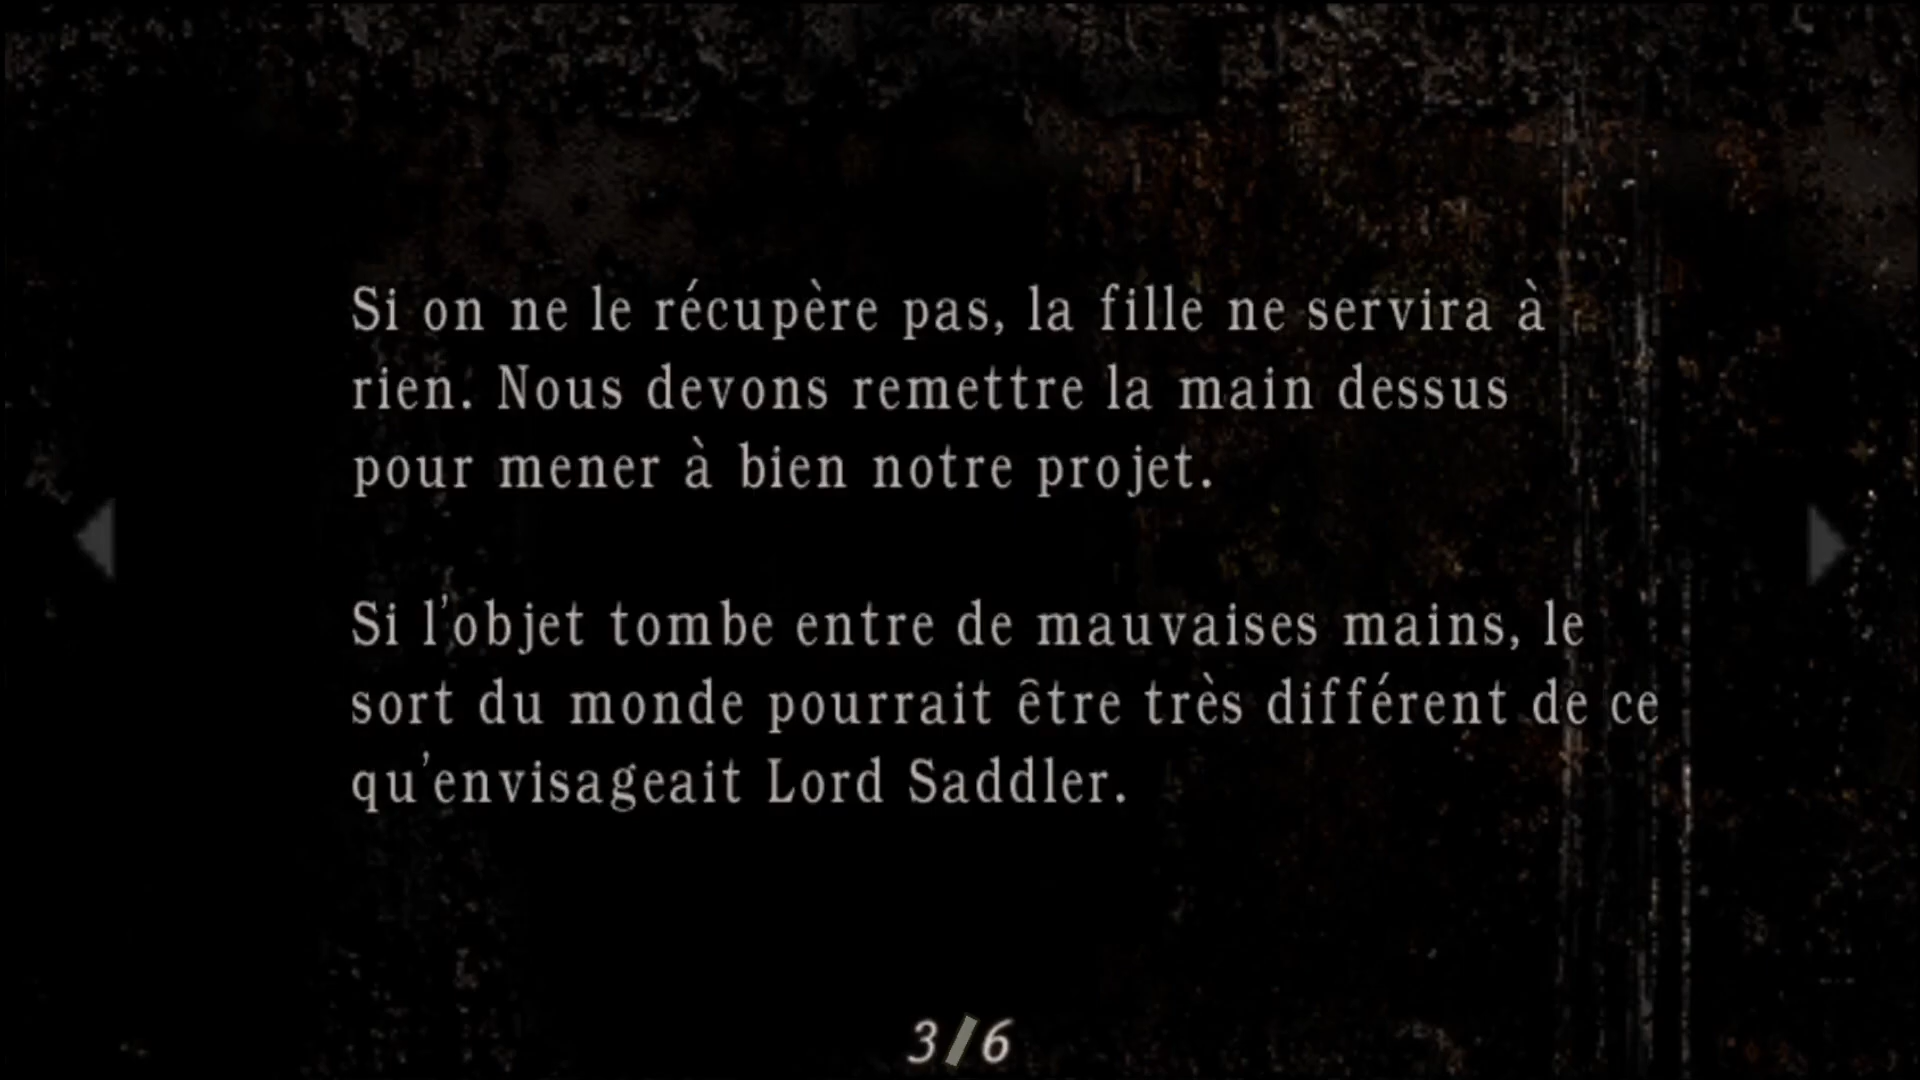 Si on ne le récupère pas, la fille ne servira à
rien. Nous devons remettre la main dessus
pour mener à bien notre projet.
Si l'objet tombe entre de mauvaises mains, le
sort du monde pourrait être très différent de ce
qu'envisageait Lord Saddler.
3/6